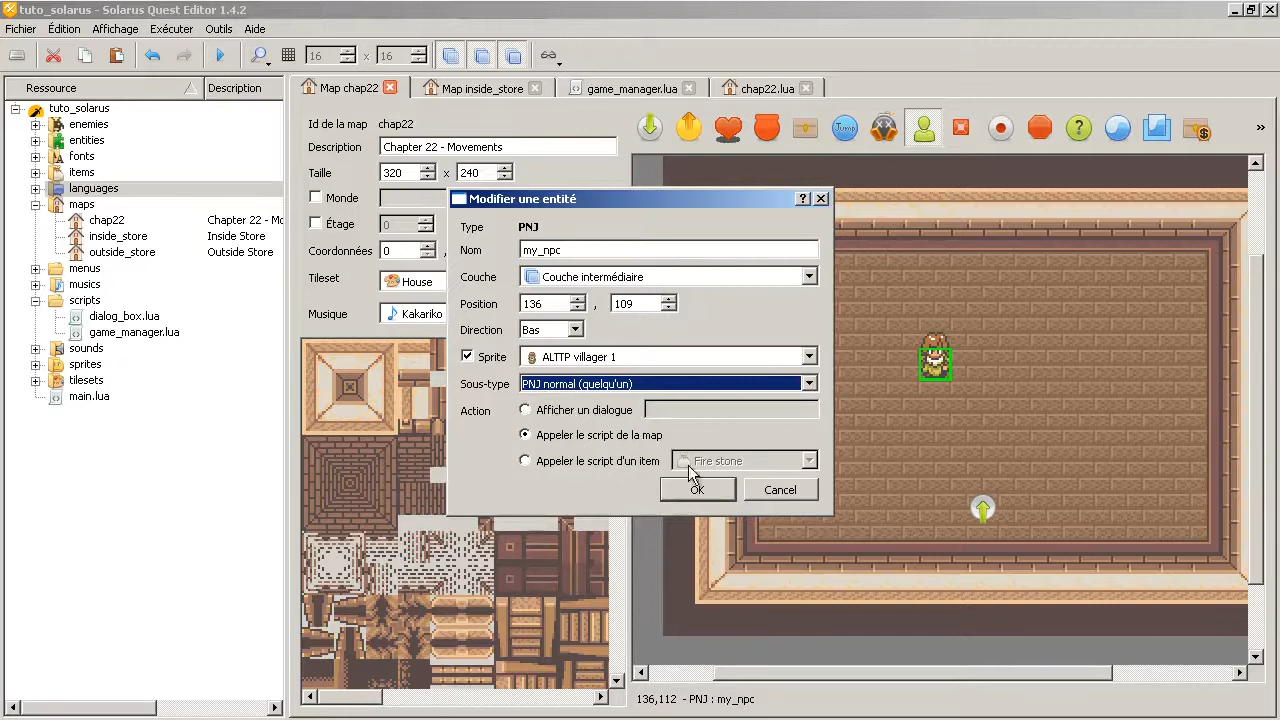 tuto_solarus - Solarus Quest Editor 1.4.2
Fichier Édition Affichage Exécuter Outils Aide
16 x 16
Ressource Description
tuto_solarus
enemies
entities
fonts
items
languages
maps
chap22 Chapter 22 - Mo
inside_store Inside Store
outside_store Outside Store
menus
musics
scripts
dialog_box.lua
game_manager.lua
sounds
sprites
tilesets
main.lua
Map chap22 Map inside_store game_manager.lua chap22.lua
Id de la map chap22
Description Chapter 22 - Movements
Taille 320 x 240
Monde
Étage 0
Coordonnées 0 ,
Tileset House
Musique Kakariko
Jump
»
Modifier une entité
Type PNJ
Nom my_npc
Couche Couche intermédiaire
Position 136 , 109
Direction Bas
Sprite ALTTP villager 1
Sous-type PNJ normal (quelqu'un)
Action Afficher un dialogue
Appeler le script de la map
Appeler le script d'un item Fire stone
OK Cancel
136,112 - PNJ : my_npc